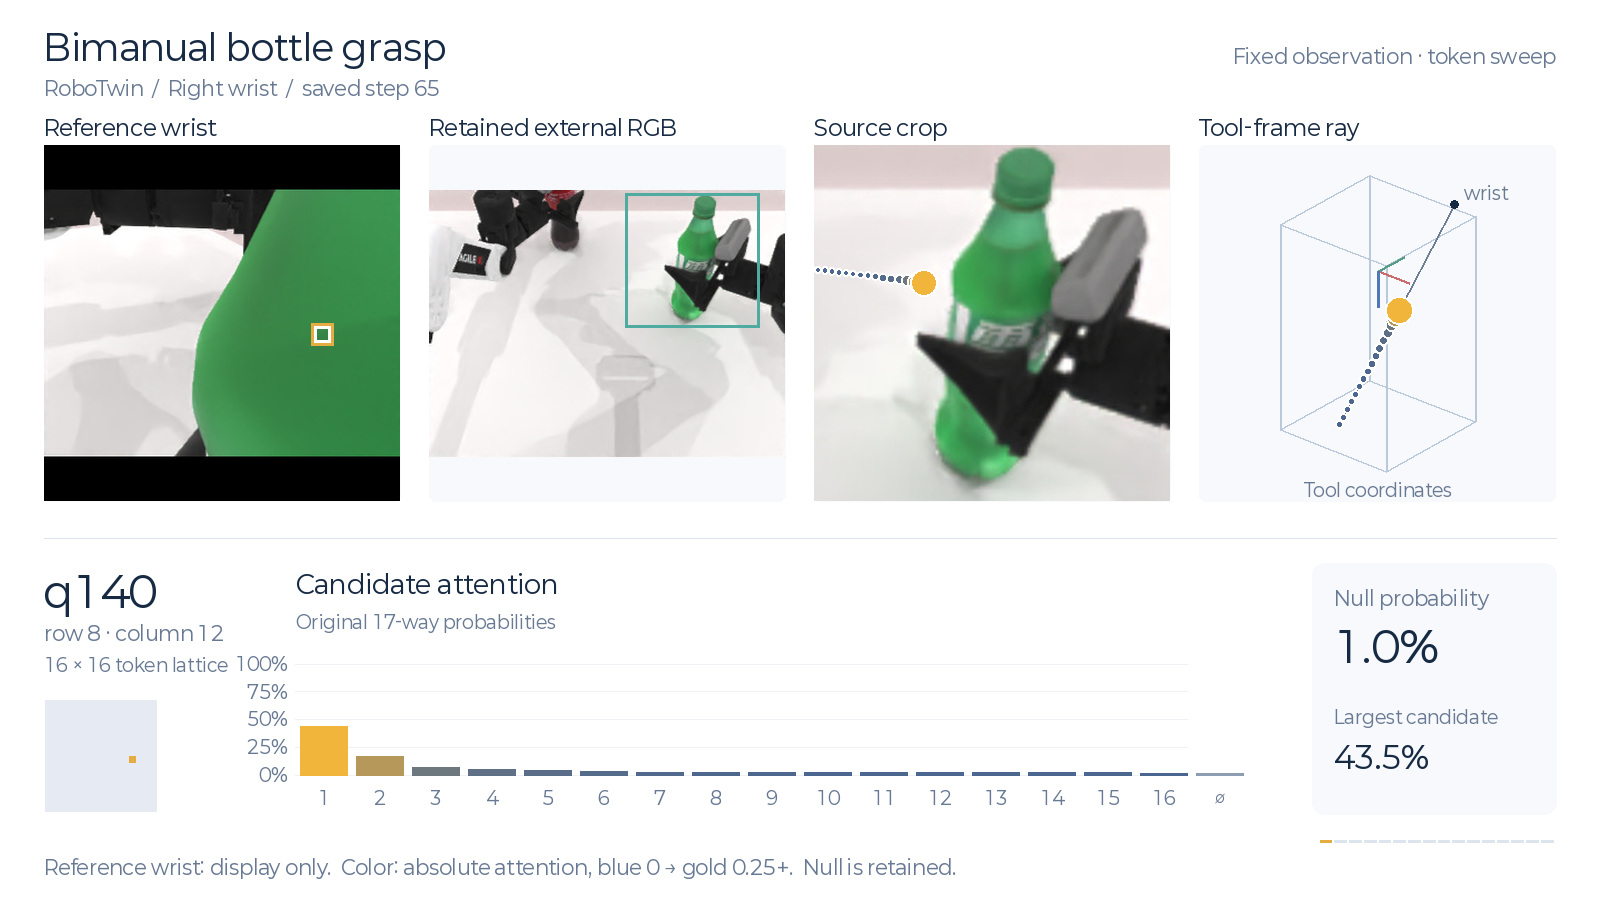 Bimanual bottle grasp
RoboTwin / Right wrist / saved step 65
Fixed observation · token sweep
Reference wrist
Retained external RGB
Source crop
Tool-frame ray
AGILE
wrist
Tool coordinates
q140
row 8 · column 12
16 × 16 token lattice
Candidate attention
Original 17-way probabilities
100%
75%
50%
25%
0%
1 2 3 4 5 6 7 8 9 10 11 12 13 14 15 16 ø
Null probability
1.0%
Largest candidate
43.5%
Reference wrist: display only. Color: absolute attention, blue 0 → gold 0.25+. Null is retained.